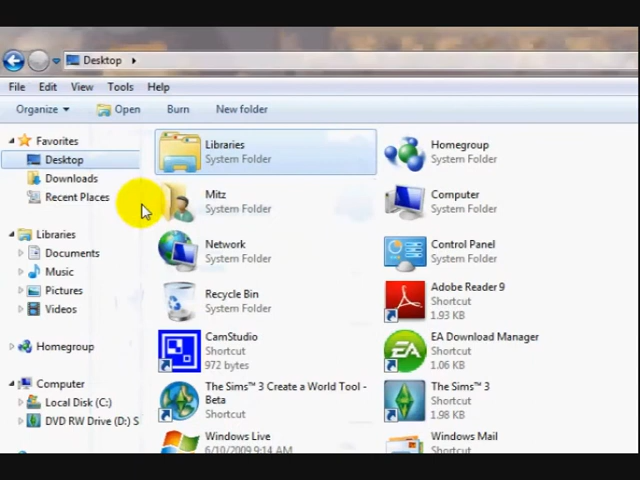 Desktop
File Edit View Tools Help
Organize Open Burn New folder
Favorites
Desktop
Downloads
Recent Places
Libraries
Documents
Music
Pictures
Videos
Homegroup
Computer
Local Disk (C:)
DVD RW Drive (D:) S
Libraries
System Folder
Homegroup
System Folder
Mitz
System Folder
Computer
System Folder
Network
System Folder
Control Panel
System Folder
Recycle Bin
System Folder
Adobe Reader 9
Shortcut
1.93 KB
CamStudio
Shortcut
972 bytes
EA Download Manager
Shortcut
1.06 KB
The Sims™ 3 Create a World Tool -
Beta
Shortcut
The Sims™ 3
Shortcut
1.98 KB
Windows Live
6/10/2009 9:14 AM
Windows Mail
Shortcut